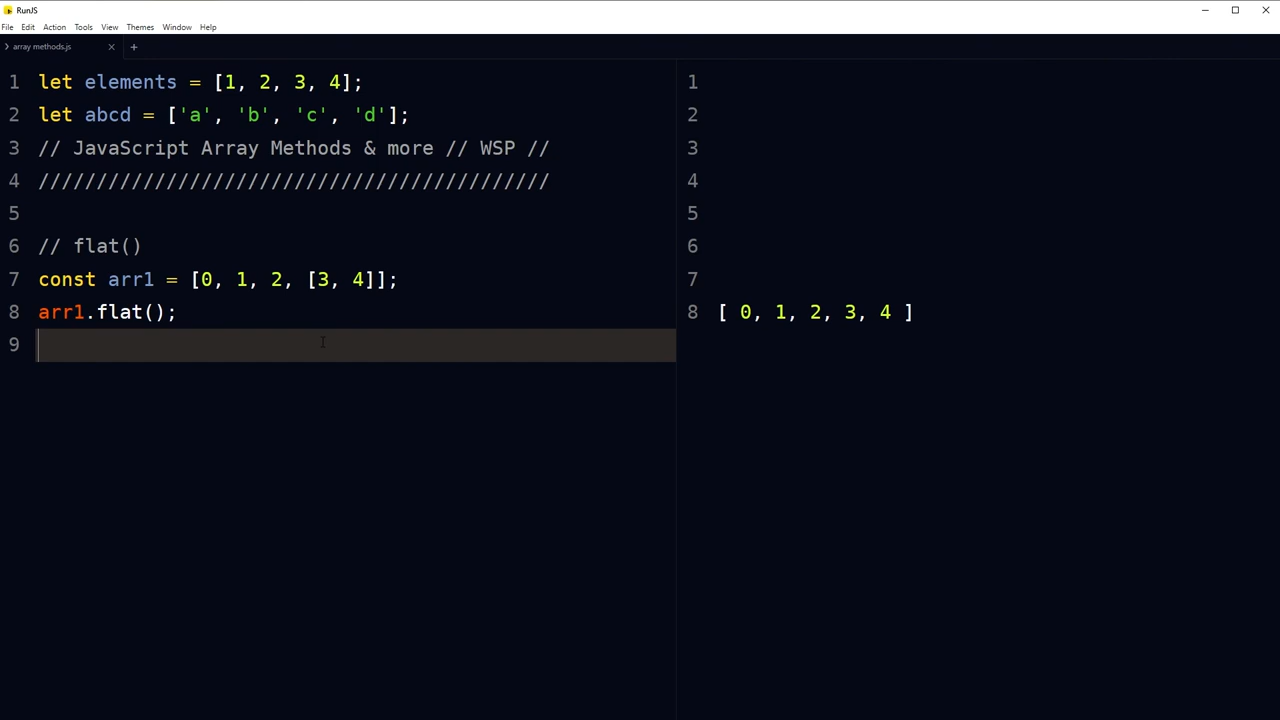 RunJS
File Edit Action Tools View Themes Window Help
array methods.js
1 let elements = [1, 2, 3, 4];
2 let abcd = ['a', 'b', 'c', 'd'];
3 // JavaScript Array Methods & more // WSP //
4 ////////////////////////////////////////////
5
6 // flat()
7 const arr1 = [0, 1, 2, [3, 4]];
8 arr1.flat();
9
1
2
3
4
5
6
7
8 [ 0, 1, 2, 3, 4 ]